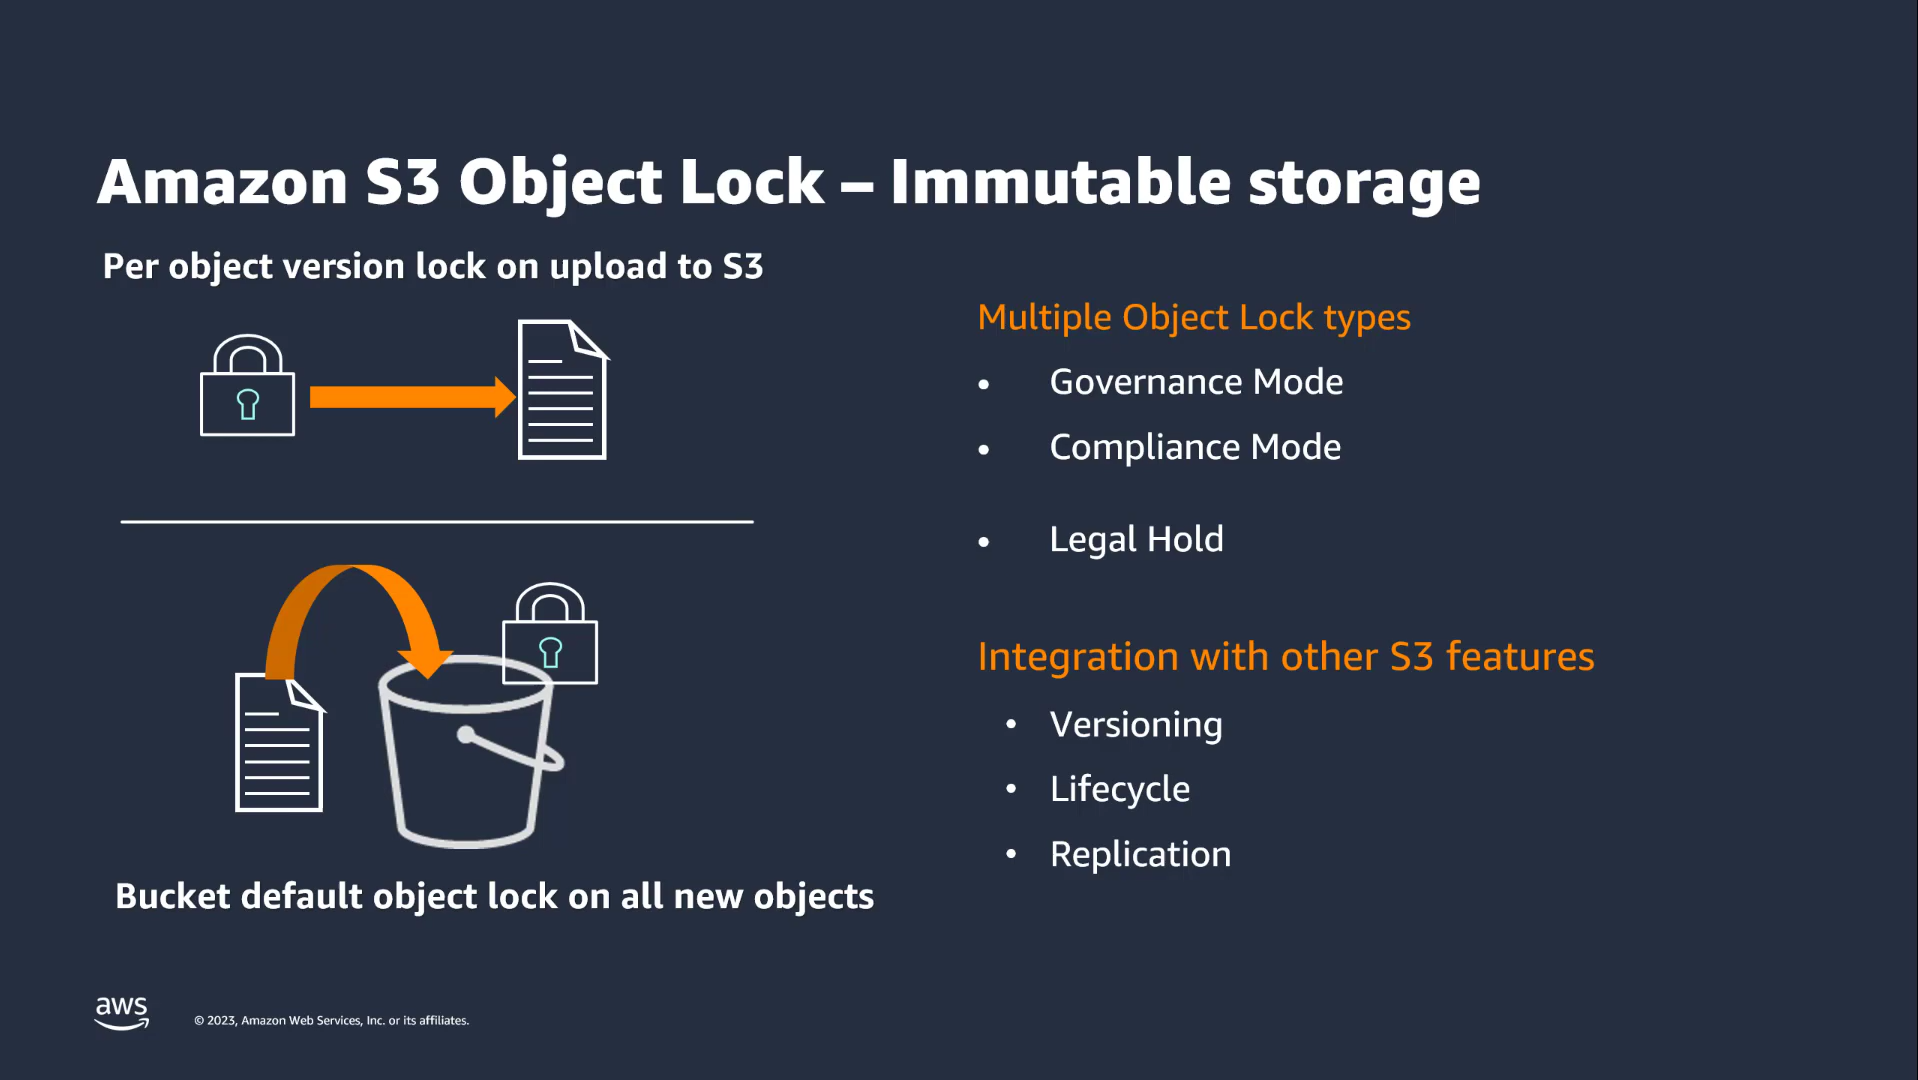 Amazon S3 Object Lock – Immutable storage
Per object version lock on upload to S3
Bucket default object lock on all new objects
Multiple Object Lock types
• Governance Mode
• Compliance Mode
• Legal Hold
Integration with other S3 features
• Versioning
• Lifecycle
• Replication
aws
© 2023, Amazon Web Services, Inc. or its affiliates.